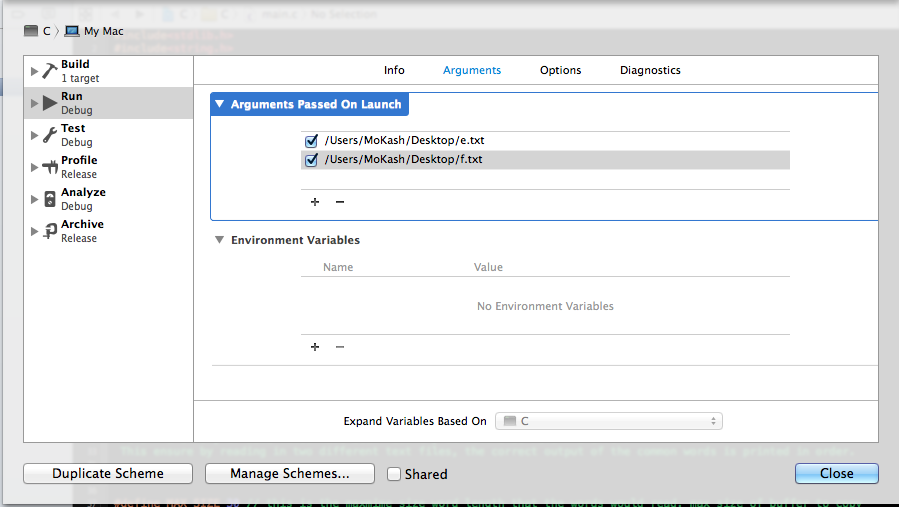 C My Mac
Info Arguments Options Diagnostics
Build
1 target
Run
Debug
Test
Debug
Profile
Release
Analyze
Debug
Archive
Release
Arguments Passed On Launch
/Users/MoKash/Desktop/e.txt
/Users/MoKash/Desktop/f.txt
+ −
Environment Variables
Name Value
No Environment Variables
+ −
Expand Variables Based On C
Duplicate Scheme Manage Schemes... Shared Close